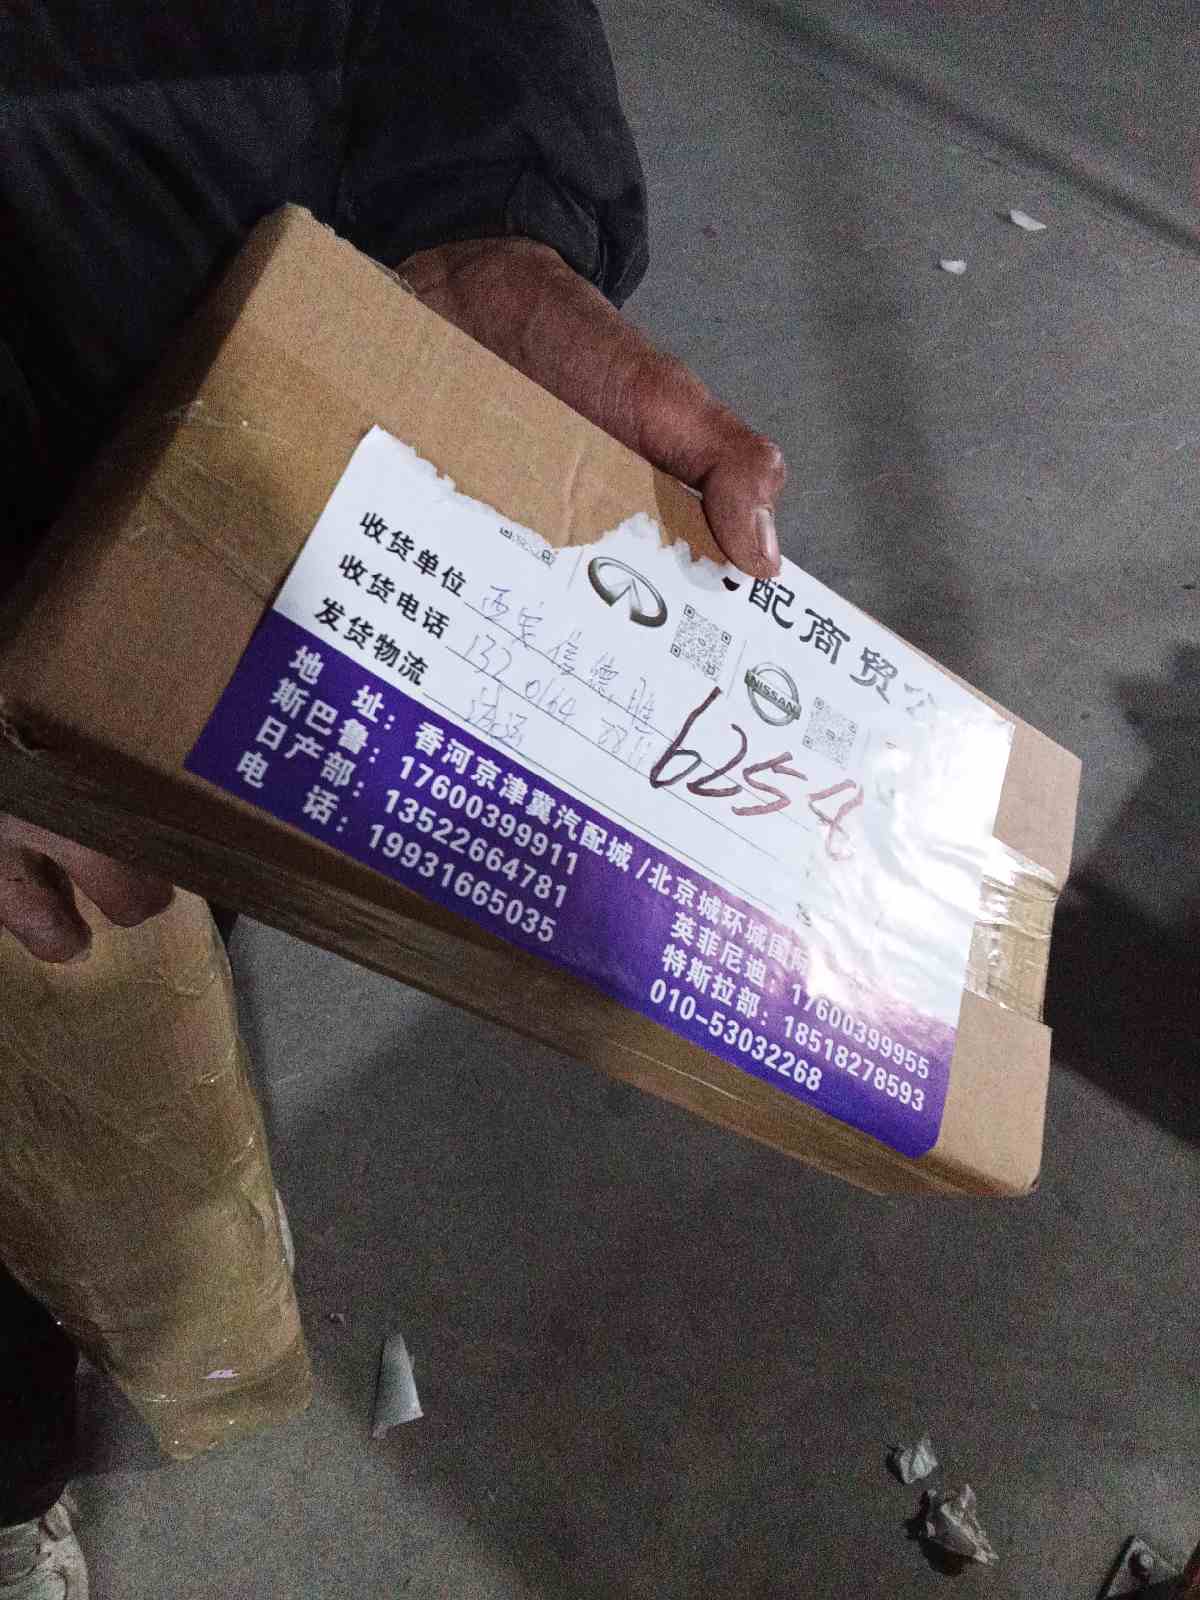 配商贸公
NISSAN
收货单位 西安信德胜
收货电话 132 0164
发货物流
6254
地 址：香河京津冀汽配城/北京城环城国际
斯巴鲁：17600399911 英菲尼迪：17600399955
日产部：13522664781 特斯拉部：18518278593
电 话：19931665035 010-53032268